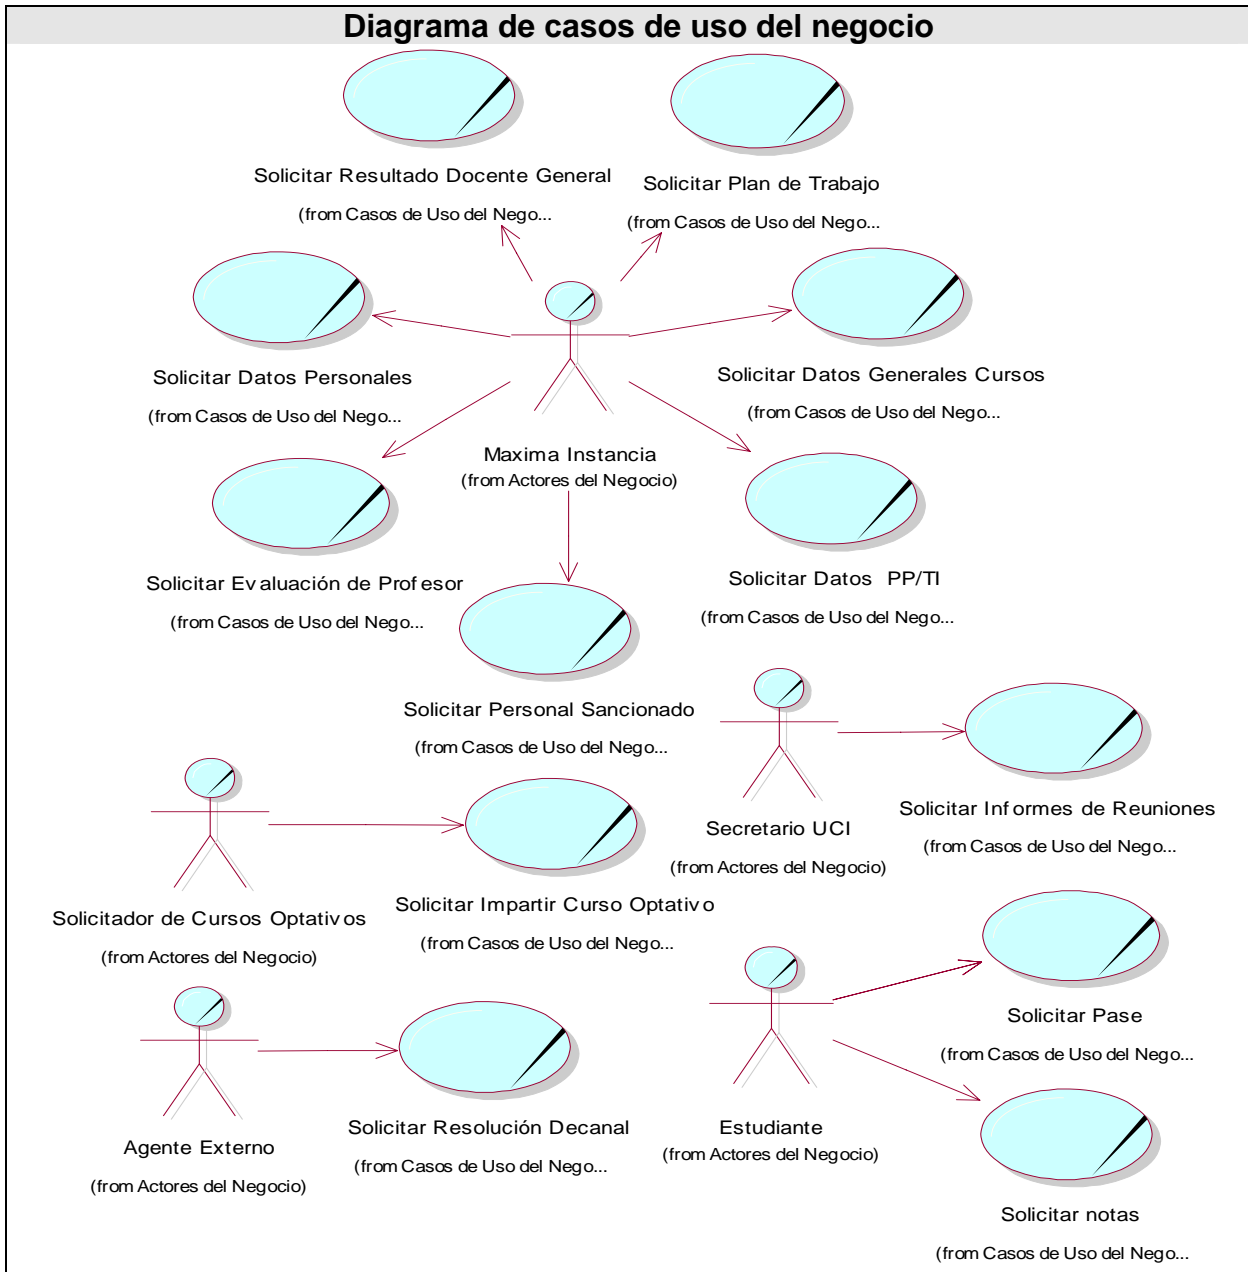 Diagrama de casos de uso del negocio
Solicitar Resultado Docente General
(from Casos de Uso del Nego...
Solicitar Plan de Trabajo
(from Casos de Uso del Nego...
Solicitar Datos Personales
(from Casos de Uso del Nego...
Solicitar Datos Generales Cursos
(from Casos de Uso del Nego...
Maxima Instancia
(from Actores del Negocio)
Solicitar Evaluación de Profesor
(from Casos de Uso del Nego...
Solicitar Datos PP/TI
(from Casos de Uso del Nego...
Solicitar Personal Sancionado
(from Casos de Uso del Nego...
Secretario UCI
(from Actores del Negocio)
Solicitar Informes de Reuniones
(from Casos de Uso del Nego...
Solicitador de Cursos Optativos
(from Actores del Negocio)
Solicitar Impartir Curso Optativo
(from Casos de Uso del Nego...
Solicitar Pase
(from Casos de Uso del Nego...
Agente Externo
(from Actores del Negocio)
Solicitar Resolución Decanal
(from Casos de Uso del Nego...
Estudiante
(from Actores del Negocio)
Solicitar notas
(from Casos de Uso del Nego...